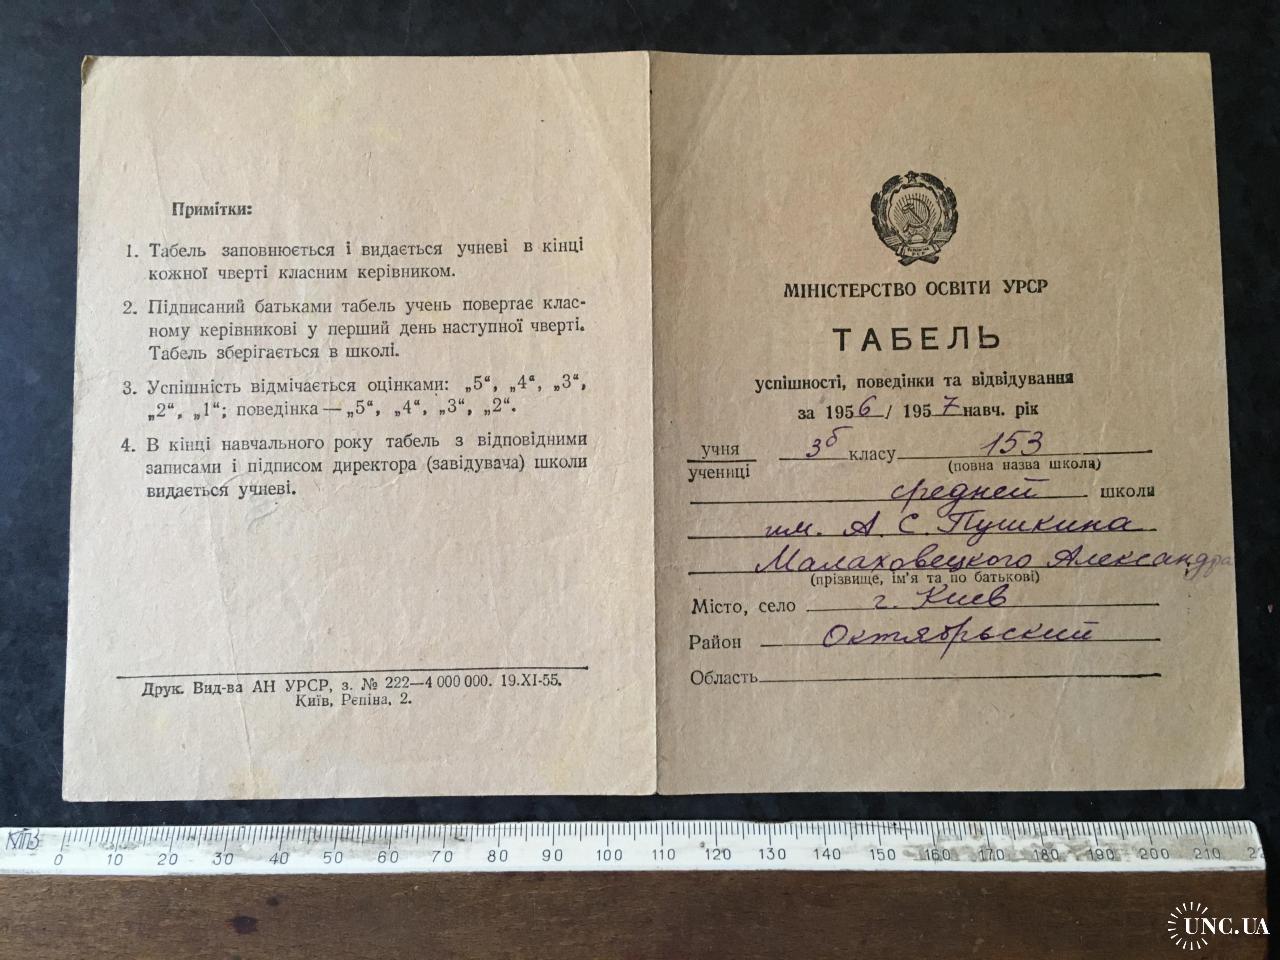 Примітки:
1. Табель заповнюється і видається учневі в кінці
кожної чверті класним керівником.
2. Підписаний батьками табель учень повертає клас-
ному керівникові у перший день наступної чверті.
Табель зберігається в школі.
3. Успішність відмічається оцінками: „5“, „4“, „3“,
„2“, „1“; поведінка — „5“, „4“, „3“, „2“.
4. В кінці навчального року табель з відповідними
записами і підписом директора (завідувача) школи
видається учневі.
Друк. Вид-ва АН УРСР, з. № 222—4 000 000. 19.XI-55.
Київ, Рєпіна, 2.
МІНІСТЕРСТВО ОСВІТИ УРСР
ТАБЕЛЬ
успішності, поведінки та відвідування
за 1956/1957 навч. рік
учня
учениці
3б класу 153
(повна назва школи)
средней школи
им. А. С. Пушкина
Малаховецкого Александра
(прізвище, ім'я та по батькові)
Місто, село г. Киев
Район Октябрьский
Область
0 10 20 30 40 50 60 70 80 90 100 110 120 130 140 150 160 170 180 190 200 210
UNC.UA